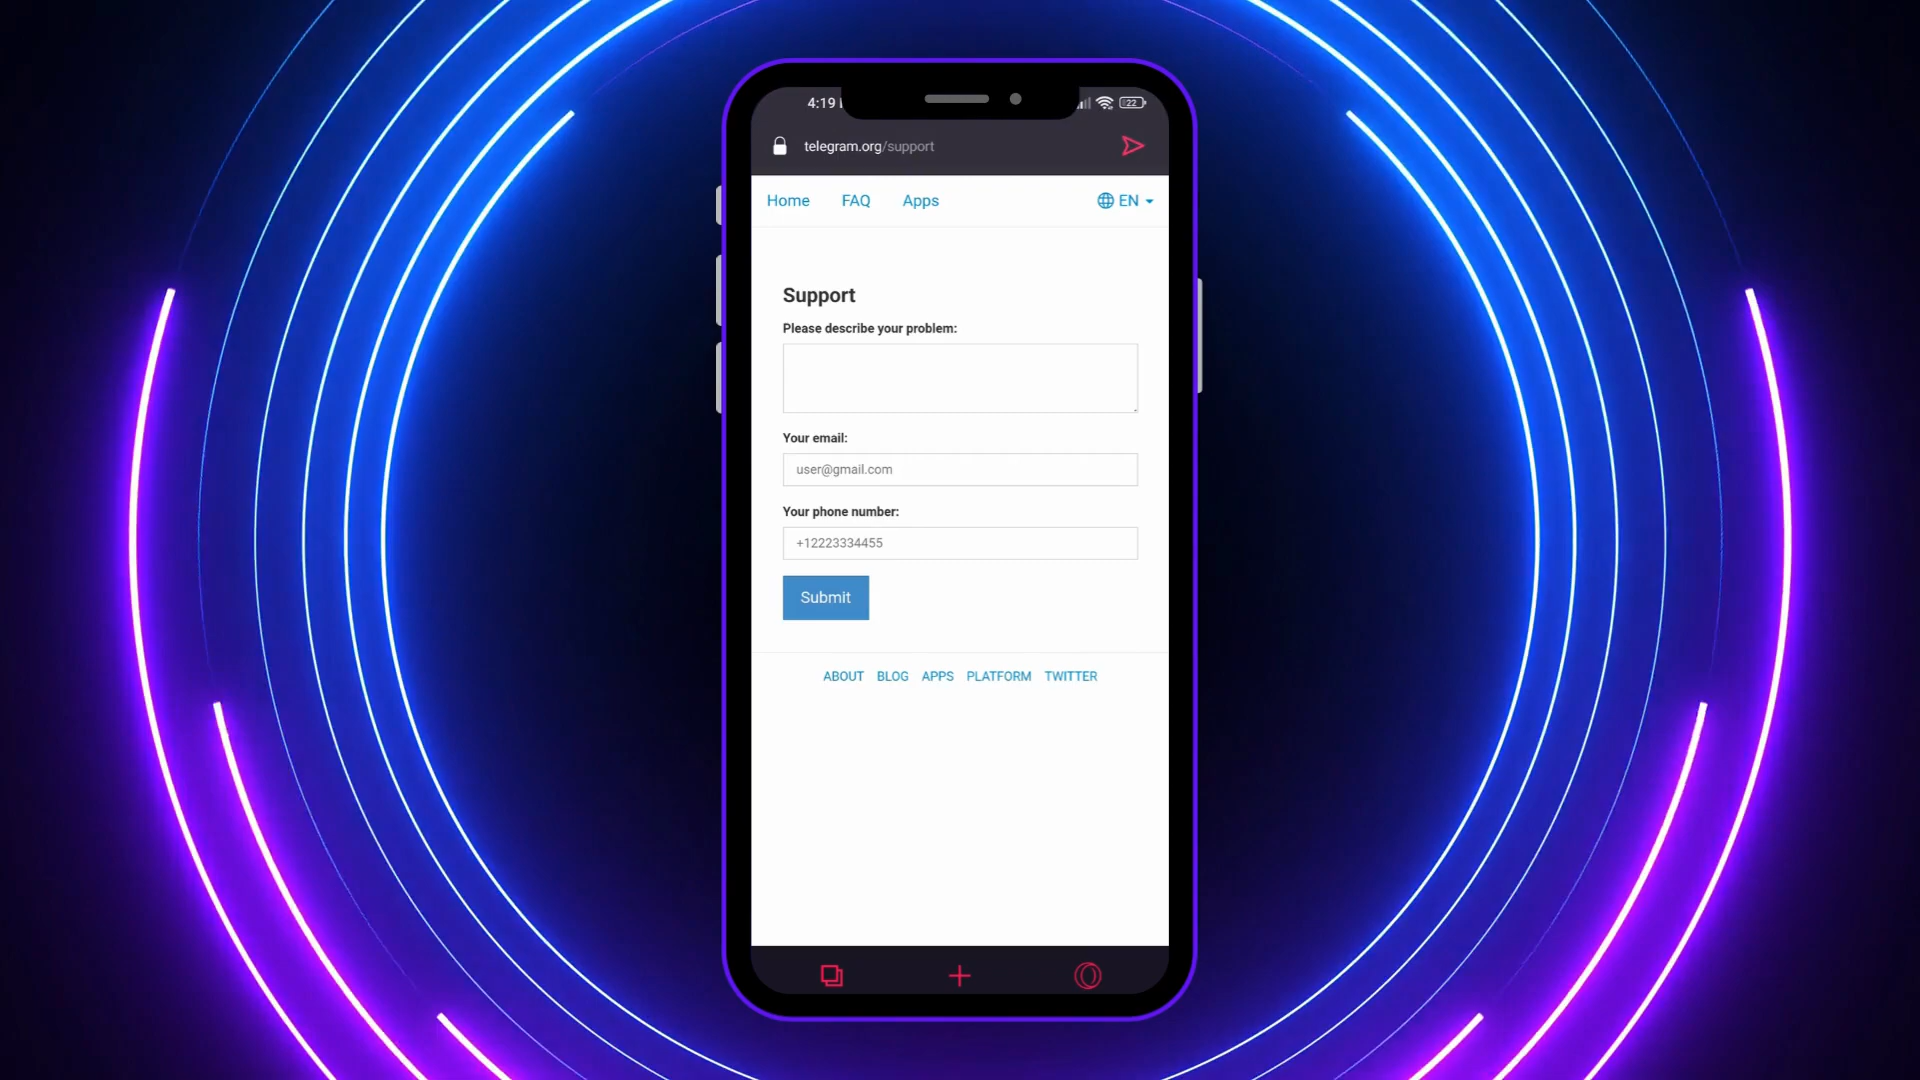 4:19
22
telegram.org/support
Home FAQ Apps EN
Support
Please describe your problem:
Your email:
user@gmail.com
Your phone number:
+12223334455
Submit
ABOUT BLOG APPS PLATFORM TWITTER